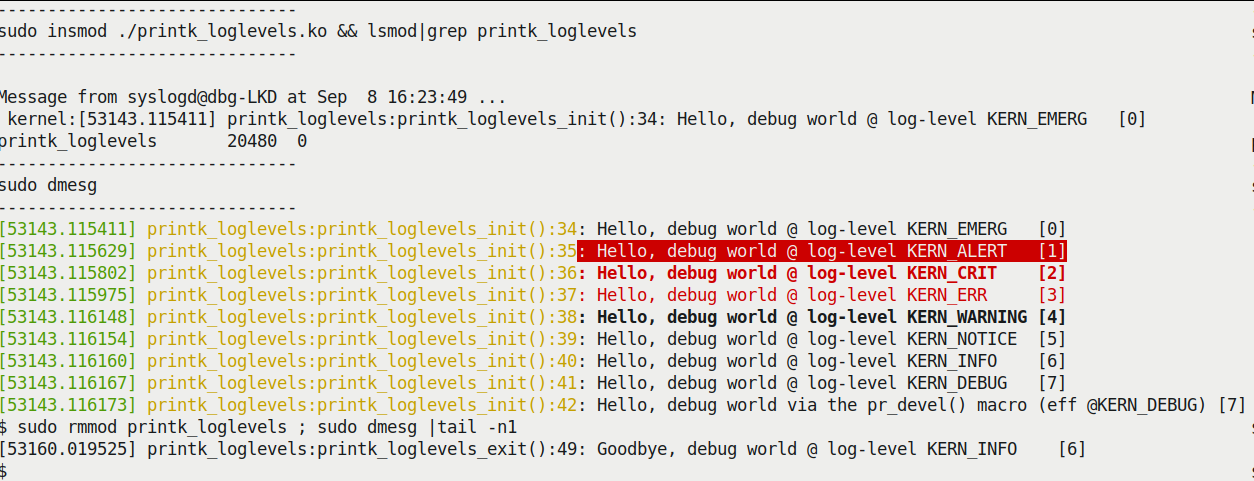 ------------------------------
sudo insmod ./printk_loglevels.ko && lsmod|grep printk_loglevels
------------------------------
Message from syslogd@dbg-LKD at Sep  8 16:23:49 ...
 kernel:[53143.115411] printk_loglevels:printk_loglevels_init():34: Hello, debug world @ log-level KERN_EMERG   [0]
printk_loglevels       20480  0
------------------------------
sudo dmesg
------------------------------
[53143.115411] printk_loglevels:printk_loglevels_init():34: Hello, debug world @ log-level KERN_EMERG   [0]
[53143.115629] printk_loglevels:printk_loglevels_init():35: Hello, debug world @ log-level KERN_ALERT   [1]
[53143.115802] printk_loglevels:printk_loglevels_init():36: Hello, debug world @ log-level KERN_CRIT    [2]
[53143.115975] printk_loglevels:printk_loglevels_init():37: Hello, debug world @ log-level KERN_ERR     [3]
[53143.116148] printk_loglevels:printk_loglevels_init():38: Hello, debug world @ log-level KERN_WARNING [4]
[53143.116154] printk_loglevels:printk_loglevels_init():39: Hello, debug world @ log-level KERN_NOTICE  [5]
[53143.116160] printk_loglevels:printk_loglevels_init():40: Hello, debug world @ log-level KERN_INFO    [6]
[53143.116167] printk_loglevels:printk_loglevels_init():41: Hello, debug world @ log-level KERN_DEBUG   [7]
[53143.116173] printk_loglevels:printk_loglevels_init():42: Hello, debug world via the pr_devel() macro (eff @KERN_DEBUG) [7]
$ sudo rmmod printk_loglevels ; sudo dmesg |tail -n1
[53160.019525] printk_loglevels:printk_loglevels_exit():49: Goodbye, debug world @ log-level KERN_INFO    [6]
$